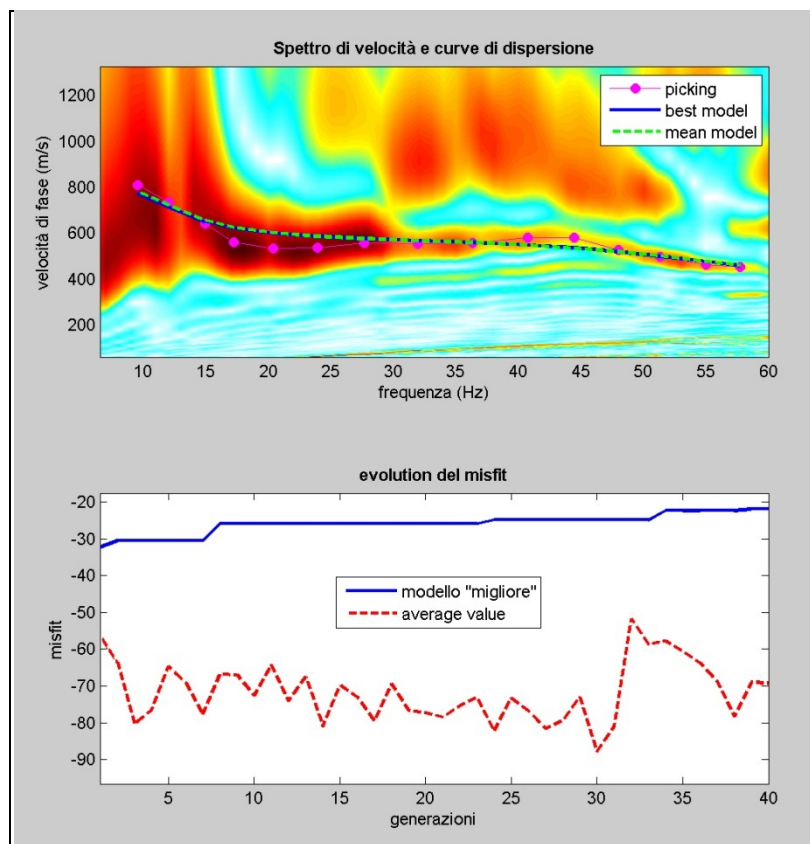 Spettro di velocità e curve di dispersione
1200
1000
800
600
400
200
velocità di fase (m/s)
picking
best model
mean model
10 15 20 25 30 35 40 45 50 55 60
frequenza (Hz)
evolution del misfit
-20
-30
-40
-50
-60
-70
-80
-90
misfit
modello "migliore"
average value
5 10 15 20 25 30 35 40
generazioni